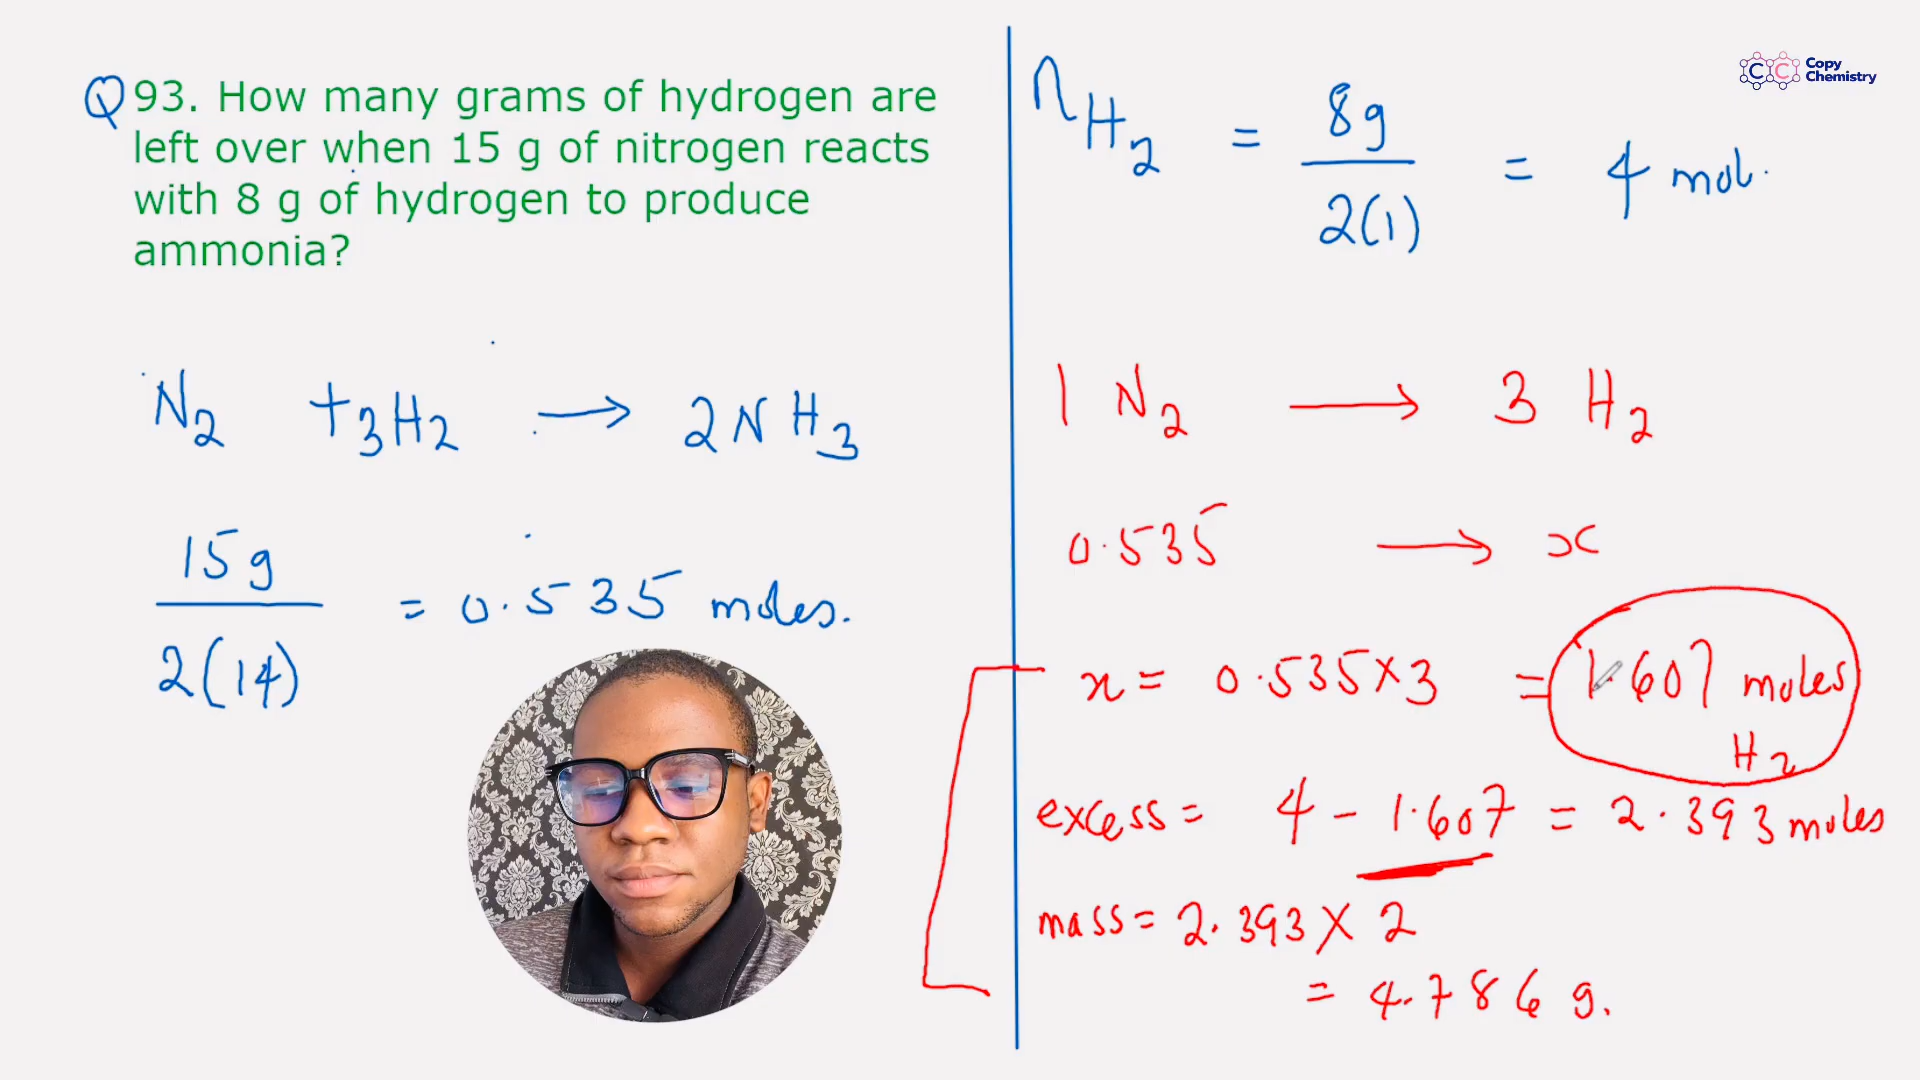 Q93. How many grams of hydrogen are
left over when 15 g of nitrogen reacts
with 8 g of hydrogen to produce
ammonia?
N2 + 3H2 → 2NH3
15g
2(14)
= 0.535 moles.
nH2 = 8g
2(1)
= 4 mol.
1 N2 → 3 H2
0.535 → x
x = 0.535 × 3 = 1.607 moles
H2
excess = 4 - 1.607 = 2.393 moles
mass = 2.393 × 2
= 4.786 g.
Copy
Chemistry
CC